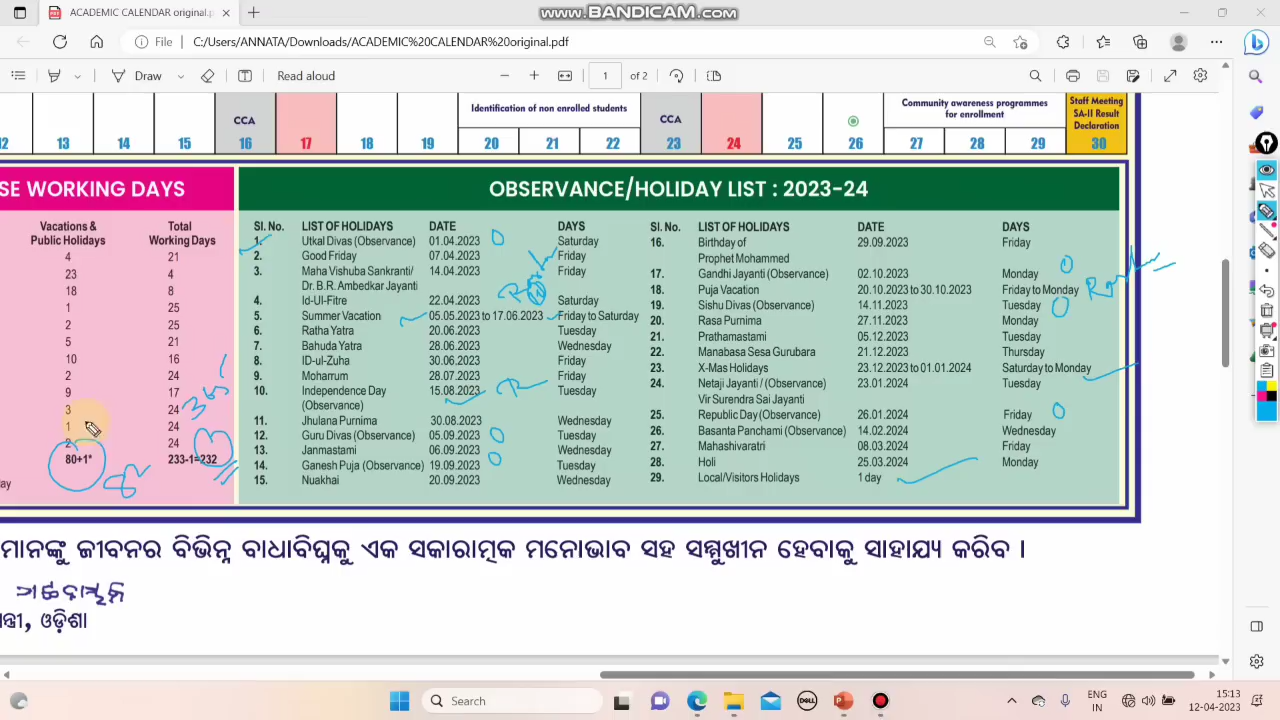 www.BANDICAM.com
ACADEMIC CALENDAR original.p
File C:/Users/ANNATA/Downloads/ACADEMIC%20CALENDAR%20original.pdf
Draw Read aloud 1 of 2
Identification of non enrolled students
Community awareness programmes for enrollment
Staff Meeting SA-II Result Declaration
CCA CCA
13 14 15 16 17 18 19 20 21 22 23 24 25 26 27 28 29 30
SE WORKING DAYS
Vacations & Public Holidays Total Working Days
4 21
23 4
18 8
1 25
2 25
5 21
10 16
2 24
9 17
3 24
1 24
2 24
80+1* 233-1=232
ay
365
82
OBSERVANCE/HOLIDAY LIST : 2023-24
Sl. No. LIST OF HOLIDAYS DATE DAYS
1. Utkal Divas (Observance) 01.04.2023 Saturday
2. Good Friday 07.04.2023 Friday
3. Maha Vishuba Sankranti/ 14.04.2023 Friday
Dr. B.R. Ambedkar Jayanti
4. Id-Ul-Fitre 22.04.2023 Saturday
5. Summer Vacation 05.05.2023 to 17.06.2023 Friday to Saturday
6. Ratha Yatra 20.06.2023 Tuesday
7. Bahuda Yatra 28.06.2023 Wednesday
8. ID-ul-Zuha 30.06.2023 Friday
9. Moharrum 28.07.2023 Friday
10. Independence Day 15.08.2023 Tuesday
(Observance)
11. Jhulana Purnima 30.08.2023 Wednesday
12. Guru Divas (Observance) 05.09.2023 Tuesday
13. Janmastami 06.09.2023 Wednesday
14. Ganesh Puja (Observance) 19.09.2023 Tuesday
15. Nuakhai 20.09.2023 Wednesday
Sl. No. LIST OF HOLIDAYS DATE DAYS
16. Birthday of 29.09.2023 Friday
Prophet Mohammed
17. Gandhi Jayanti (Observance) 02.10.2023 Monday
18. Puja Vacation 20.10.2023 to 30.10.2023 Friday to Monday
19. Sishu Divas (Observance) 14.11.2023 Tuesday
20. Rasa Purnima 27.11.2023 Monday
21. Prathamastami 05.12.2023 Tuesday
22. Manabasa Sesa Gurubara 21.12.2023 Thursday
23. X-Mas Holidays 23.12.2023 to 01.01.2024 Saturday to Monday
24. Netaji Jayanti / (Observance) 23.01.2024 Tuesday
Vir Surendra Sai Jayanti
25. Republic Day (Observance) 26.01.2024 Friday
26. Basanta Panchami (Observance) 14.02.2024 Wednesday
27. Mahashivaratri 08.03.2024 Friday
28. Holi 25.03.2024 Monday
29. Local/Visitors Holidays 1 day
ମାନଙ୍କୁ ଜୀବନର ବିଭିନ୍ନ ବାଧାବିଘ୍ନକୁ ଏକ ସକାରାତ୍ମକ ମନୋଭାବ ସହ ସମ୍ମୁଖୀନ ହେବାକୁ ସାହାଯ୍ୟ କରିବ ।
ନ୍ତ୍ରୀ, ଓଡ଼ିଶା
Search
ENG IN
15:13
12-04-2023